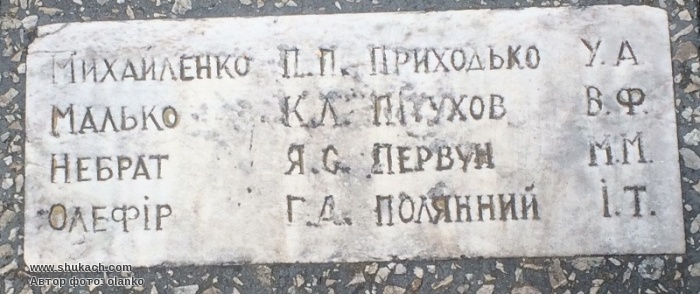 Михайленко П.П. Приходько У.А
Малько К.Л. Пітухов В.Ф.
Небрат Я.С. Первун М.М.
Олефір Г.Д. Полянний І.Т.
www.shukach.com
Автор фото: olanko